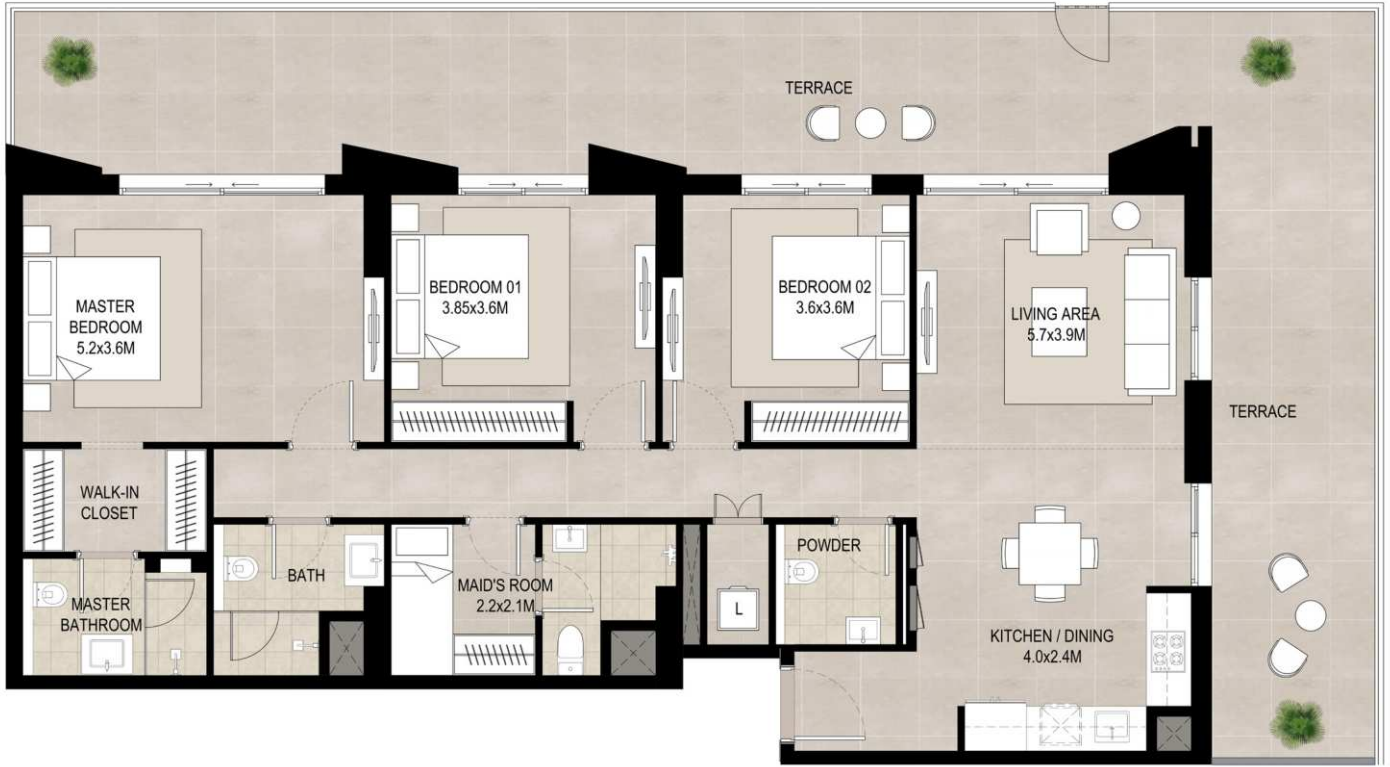 TERRACE
MASTER
BEDROOM
5.2x3.6M
BEDROOM 01
3.85x3.6M
BEDROOM 02
3.6x3.6M
LIVING AREA
5.7x3.9M
TERRACE
WALK-IN
CLOSET
MASTER
BATHROOM
BATH
MAID'S ROOM
2.2x2.1M
L
POWDER
KITCHEN / DINING
4.0x2.4M